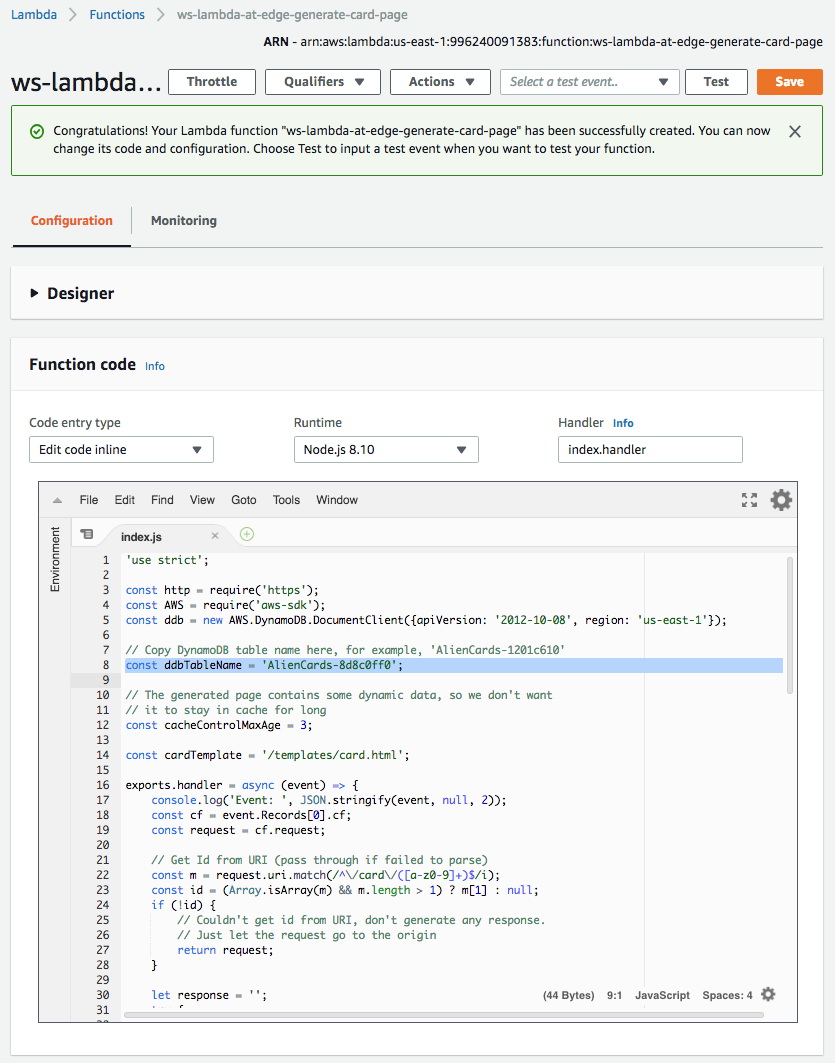 Lambda > Functions > ws-lambda-at-edge-generate-card-page
ARN - arn:aws:lambda:us-east-1:996240091383:function:ws-lambda-at-edge-generate-card-page
ws-lambda... Throttle Qualifiers Actions Select a test event.. Test Save
Congratulations! Your Lambda function "ws-lambda-at-edge-generate-card-page" has been successfully created. You can now
change its code and configuration. Choose Test to input a test event when you want to test your function.
Configuration Monitoring
Designer
Function code Info
Code entry type Runtime Handler Info
Edit code inline Node.js 8.10 index.handler
File Edit Find View Goto Tools Window
Environment
index.js
1 'use strict';
2
3 const http = require('https');
4 const AWS = require('aws-sdk');
5 const ddb = new AWS.DynamoDB.DocumentClient({apiVersion: '2012-10-08', region: 'us-east-1'});
6
7 // Copy DynamoDB table name here, for example, 'AlienCards-1201c610'
8 const ddbTableName = 'AlienCards-8d8c0ff0';
9
10 // The generated page contains some dynamic data, so we don't want
11 // it to stay in cache for long
12 const cacheControlMaxAge = 3;
13
14 const cardTemplate = '/templates/card.html';
15
16 exports.handler = async (event) => {
17 console.log('Event: ', JSON.stringify(event, null, 2));
18 const cf = event.Records[0].cf;
19 const request = cf.request;
20
21 // Get Id from URI (pass through if failed to parse)
22 const m = request.uri.match(/^\/card\/([a-z0-9]+)$/i);
23 const id = (Array.isArray(m) && m.length > 1) ? m[1] : null;
24 if (!id) {
25 // Couldn't get id from URI, don't generate any response.
26 // Just let the request go to the origin
27 return request;
28 }
29
30 let response = '';
31
(44 Bytes) 9:1 JavaScript Spaces: 4